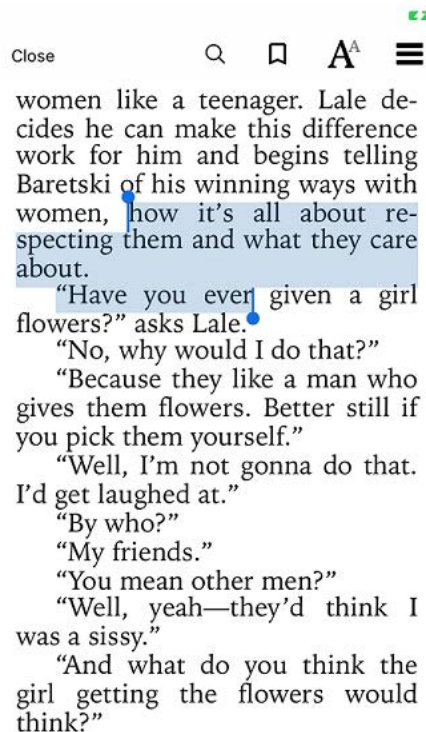 Close
AA
women like a teenager. Lale de-
cides he can make this difference
work for him and begins telling
Baretski of his winning ways with
women, how it’s all about re-
specting them and what they care
about.
“Have you ever given a girl
flowers?” asks Lale.
“No, why would I do that?”
“Because they like a man who
gives them flowers. Better still if
you pick them yourself.”
“Well, I’m not gonna do that.
I’d get laughed at.”
“By who?”
“My friends.”
“You mean other men?”
“Well, yeah—they’d think I
was a sissy.”
“And what do you think the
girl getting the flowers would
think?”